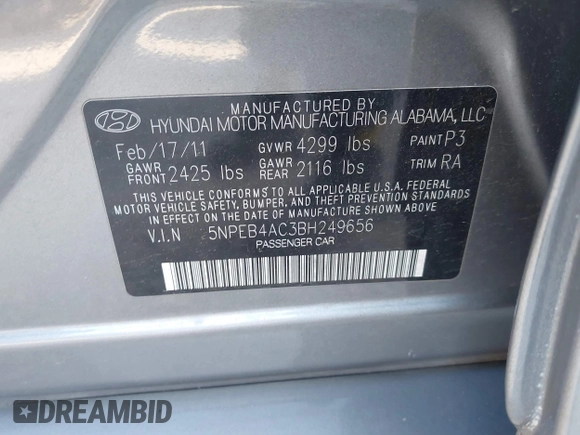 MANUFACTURED BY
HYUNDAI MOTOR MANUFACTURING ALABAMA, LLC
Feb/17/11 GVWR 4299 lbs PAINT P3
GAWR FRONT 2425 lbs GAWR REAR 2116 lbs TRIM RA
THIS VEHICLE CONFORMS TO ALL APPLICABLE U.S.A. FEDERAL
MOTOR VEHICLE SAFETY, BUMPER, AND THEFT PREVENTION STANDARDS
IN EFFECT ON THE DATE OF MANUFACTURE SHOWN ABOVE.
V.I.N 5NPEB4AC3BH249656
PASSENGER CAR
DREAMBID